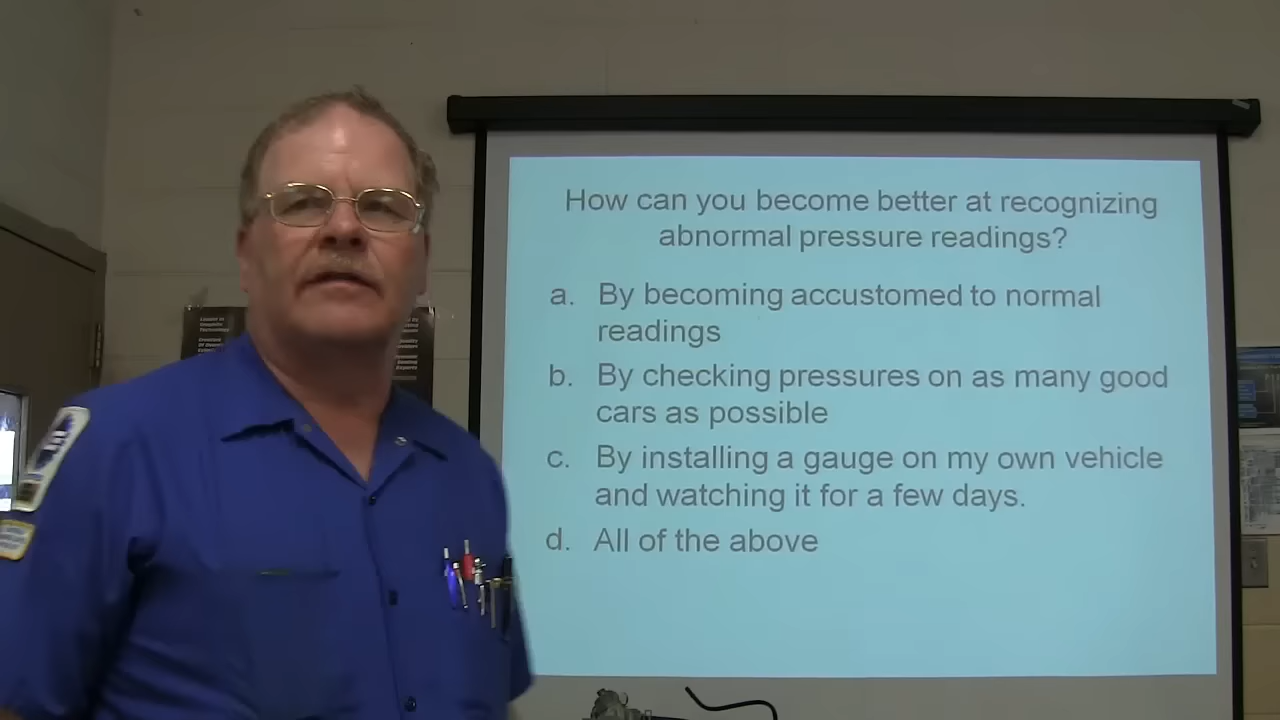 How can you become better at recognizing
abnormal pressure readings?
a. By becoming accustomed to normal
readings
b. By checking pressures on as many good
cars as possible
c. By installing a gauge on my own vehicle
and watching it for a few days.
d. All of the above